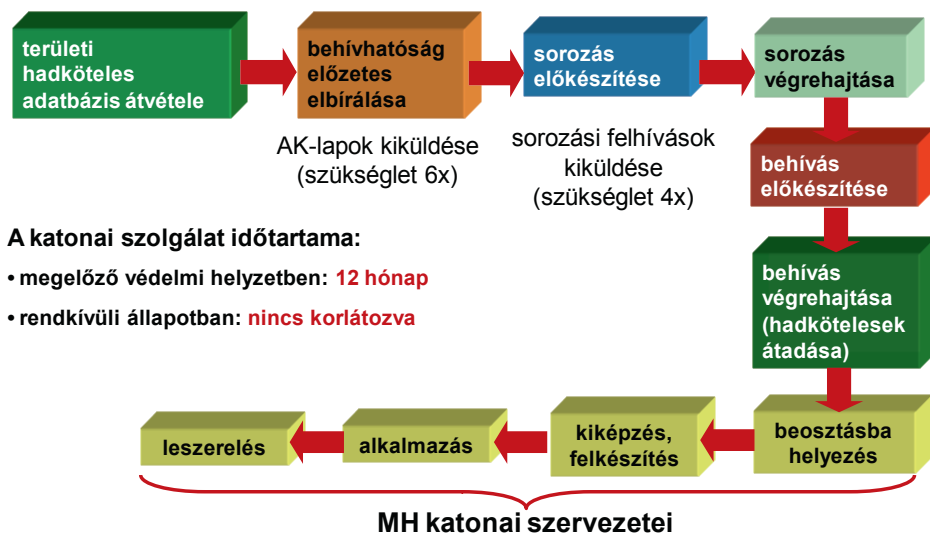 területi
hadköteles
adatbázis átvétele
behívhatóság
előzetes
elbírálása
sorozás
előkészítése
sorozás
végrehajtása
AK-lapok kiküldése
(szükséglet 6x)
sorozási felhívások
kiküldése
(szükséglet 4x)
behívás
előkészítése
A katonai szolgálat időtartama:
• megelőző védelmi helyzetben: 12 hónap
• rendkívüli állapotban: nincs korlátozva
behívás
végrehajtása
(hadkötelesek
átadása)
beosztásba
helyezés
kiképzés,
felkészítés
alkalmazás
leszerelés
MH katonai szervezetei